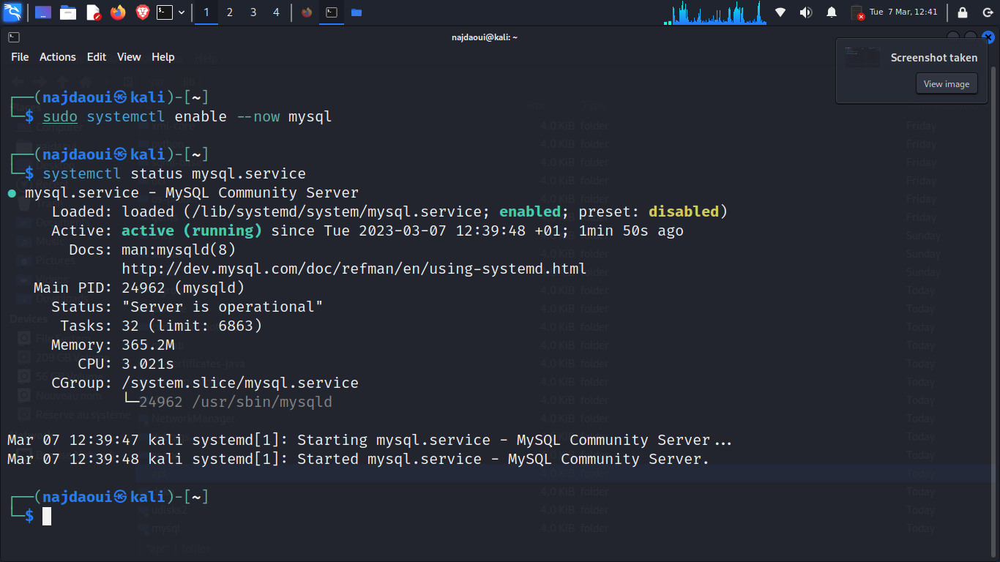 1 2 3 4
Tue 7 Mar, 12:41
najdaoui@kali: ~
File Actions Edit View Help
Screenshot taken
View image
┌──(najdaoui㉿kali)-[~]
└─$ sudo systemctl enable --now mysql
┌──(najdaoui㉿kali)-[~]
└─$ systemctl status mysql.service
● mysql.service - MySQL Community Server
Loaded: loaded (/lib/systemd/system/mysql.service; enabled; preset: disabled)
Active: active (running) since Tue 2023-03-07 12:39:48 +01; 1min 50s ago
Docs: man:mysqld(8)
http://dev.mysql.com/doc/refman/en/using-systemd.html
Main PID: 24962 (mysqld)
Status: "Server is operational"
Tasks: 32 (limit: 6863)
Memory: 365.2M
CPU: 3.021s
CGroup: /system.slice/mysql.service
└─24962 /usr/sbin/mysqld
Mar 07 12:39:47 kali systemd[1]: Starting mysql.service - MySQL Community Server...
Mar 07 12:39:48 kali systemd[1]: Started mysql.service - MySQL Community Server.
┌──(najdaoui㉿kali)-[~]
└─$